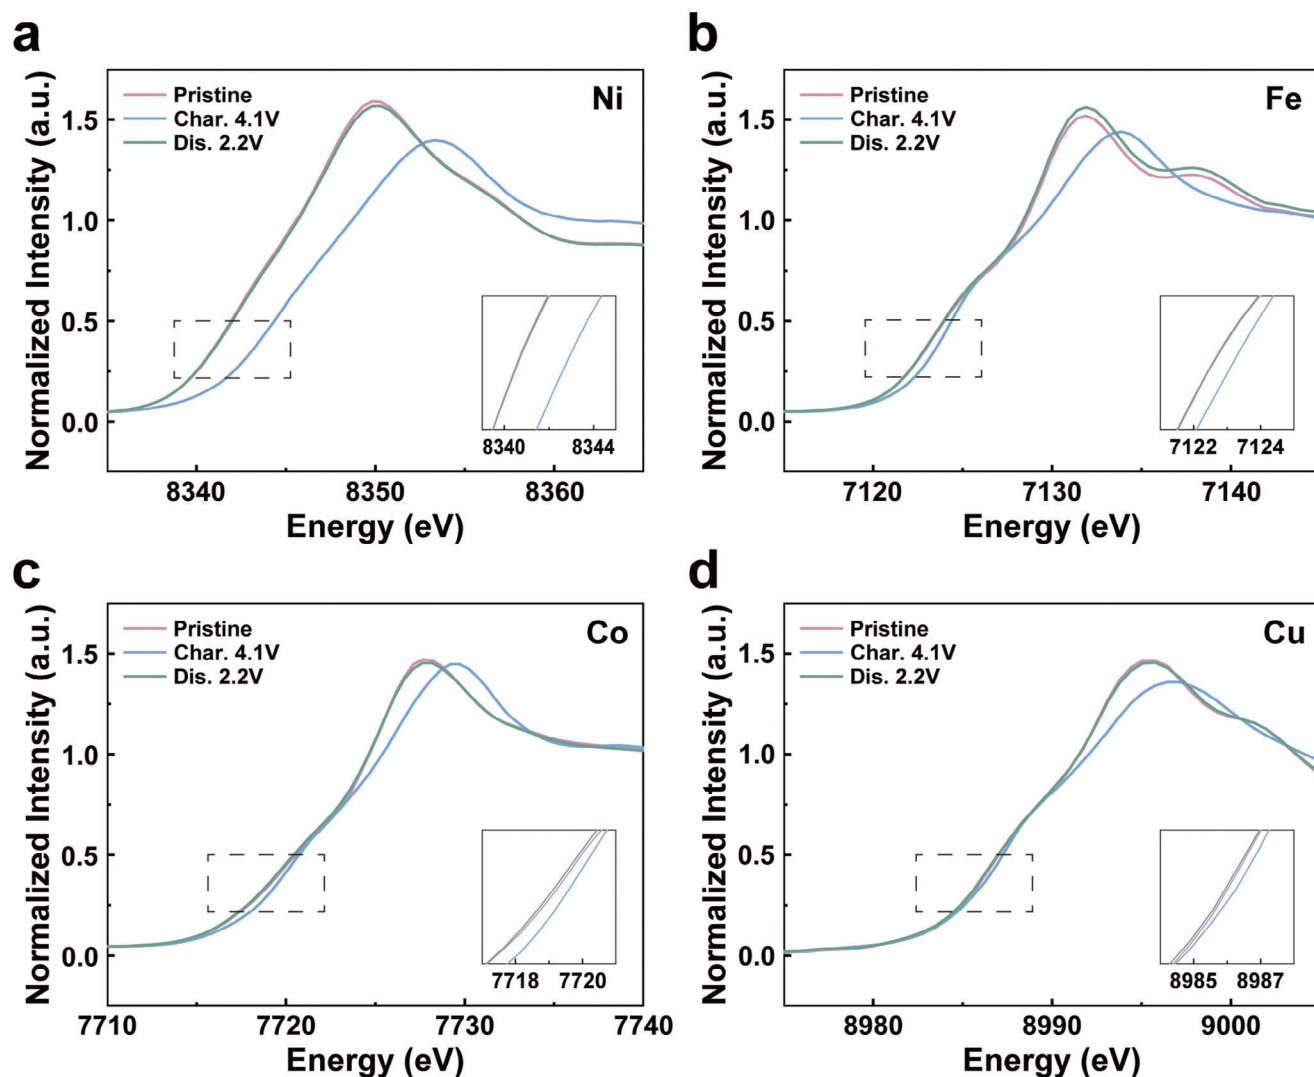 a
Normalized Intensity (a.u.)
1.5
1.0
0.5
0.0
Pristine
Char. 4.1V
Dis. 2.2V
Ni
8340
8344
8340
8350
8360
Energy (eV)
b
Normalized Intensity (a.u.)
1.5
1.0
0.5
0.0
Pristine
Char. 4.1V
Dis. 2.2V
Fe
7122
7124
7120
7130
7140
Energy (eV)
c
Normalized Intensity (a.u.)
1.5
1.0
0.5
0.0
Pristine
Char. 4.1V
Dis. 2.2V
Co
7718
7720
7710
7720
7730
7740
Energy (eV)
d
Normalized Intensity (a.u.)
1.5
1.0
0.5
0.0
Pristine
Char. 4.1V
Dis. 2.2V
Cu
8985
8987
8980
8990
9000
Energy (eV)